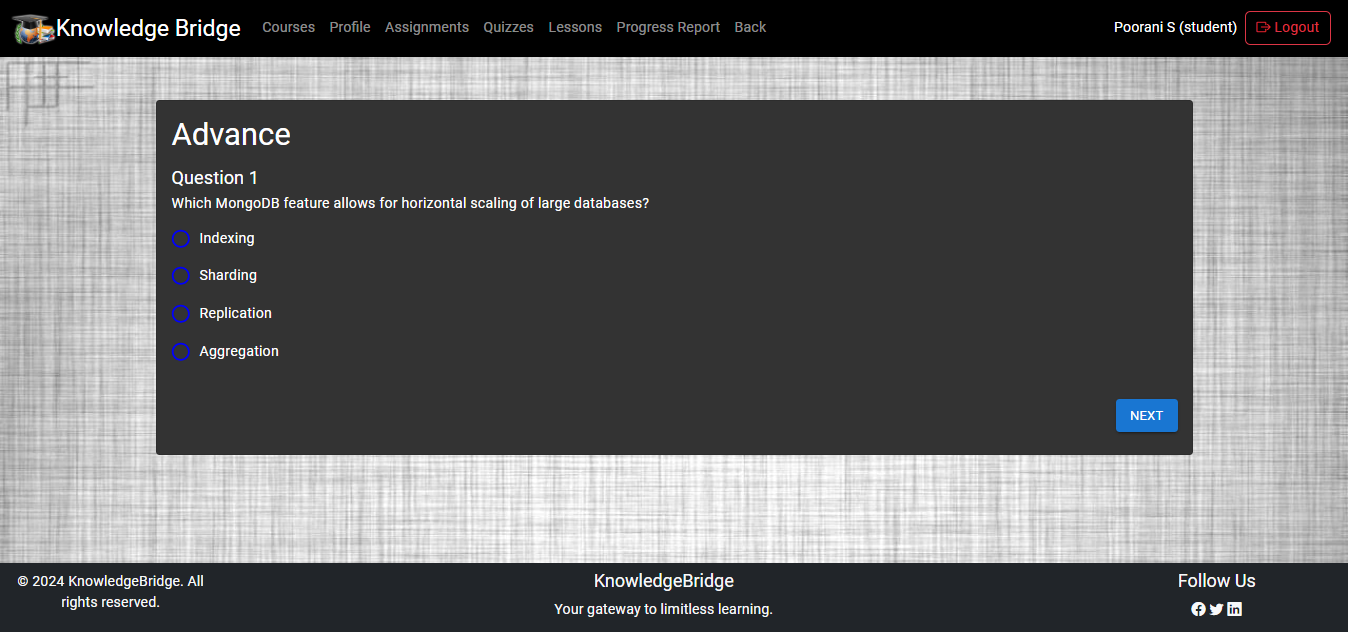 Knowledge Bridge Courses Profile Assignments Quizzes Lessons Progress Report Back Poorani S (student) Logout
Advance
Question 1
Which MongoDB feature allows for horizontal scaling of large databases?
Indexing
Sharding
Replication
Aggregation
NEXT
© 2024 KnowledgeBridge. All
rights reserved.
KnowledgeBridge
Your gateway to limitless learning.
Follow Us